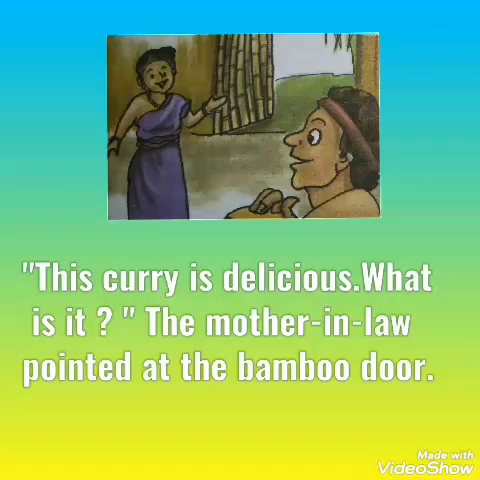 "This curry is delicious.What
is it ? " The mother-in-law
pointed at the bamboo door.
Made with
VideoShow